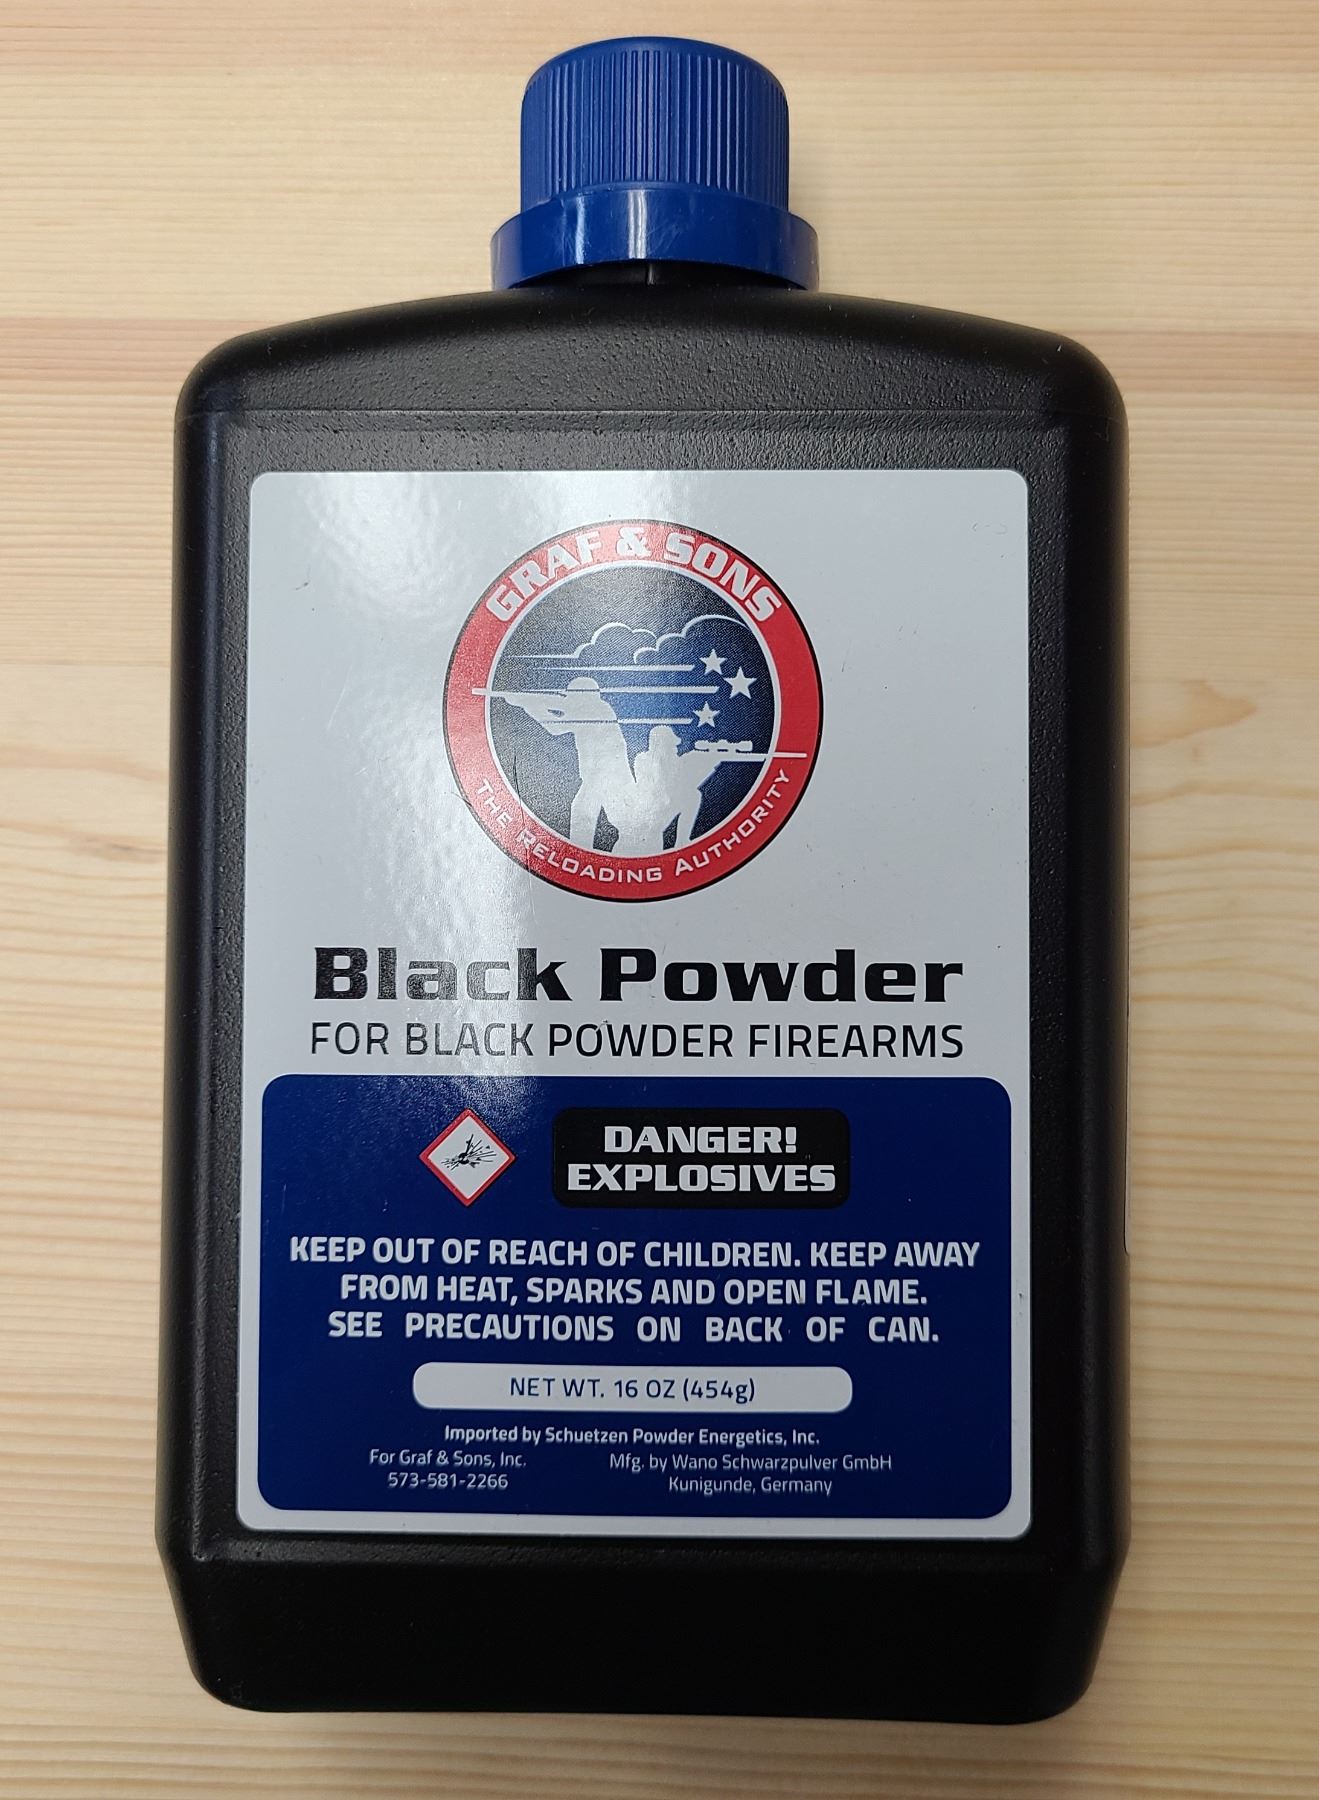 GRAF & SONS
THE RELOADING AUTHORITY
Black Powder
FOR BLACK POWDER FIREARMS
DANGER!
EXPLOSIVES
KEEP OUT OF REACH OF CHILDREN. KEEP AWAY
FROM HEAT, SPARKS AND OPEN FLAME.
SEE PRECAUTIONS ON BACK OF CAN.
NET WT. 16 OZ (454g)
Imported by Schuetzen Powder Energetics, Inc.
For Graf & Sons, Inc.
573-581-2266
Mfg. by Wano Schwarzpulver GmbH
Kunigunde, Germany